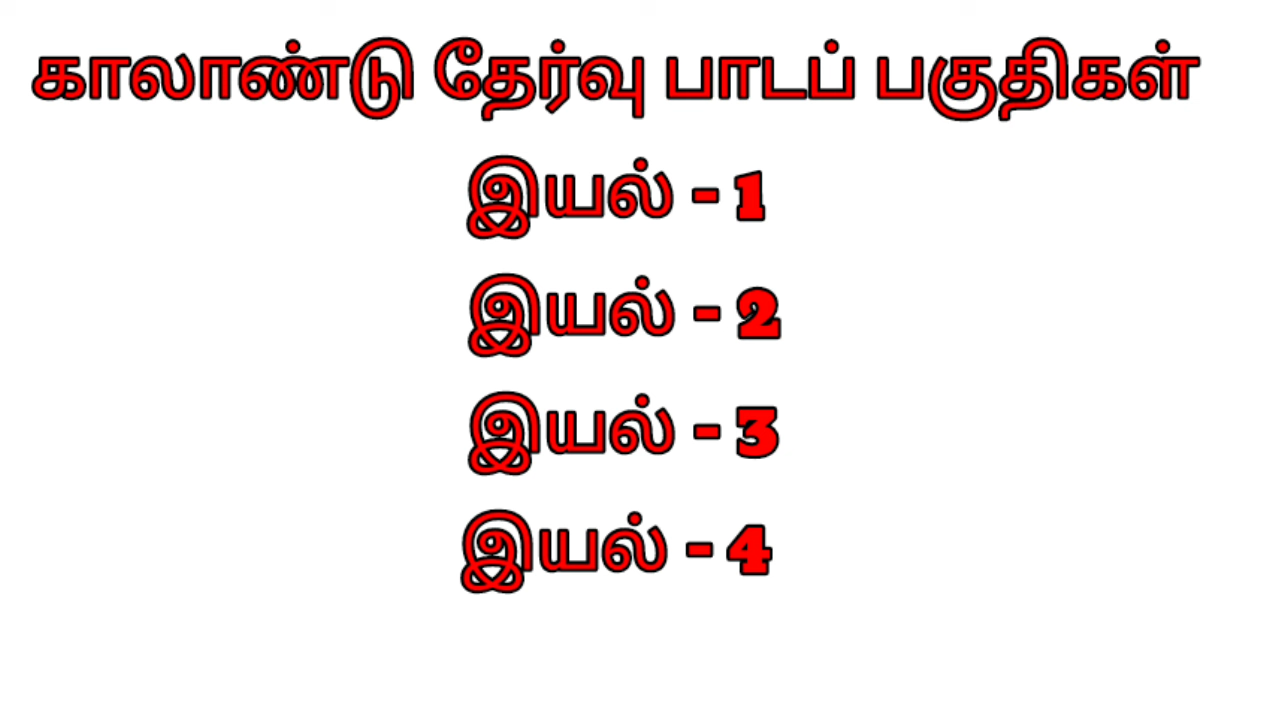 காலாண்டு தேர்வு பாடப் பகுதிகள்
இயல் - 1
இயல் - 2
இயல் - 3
இயல் - 4